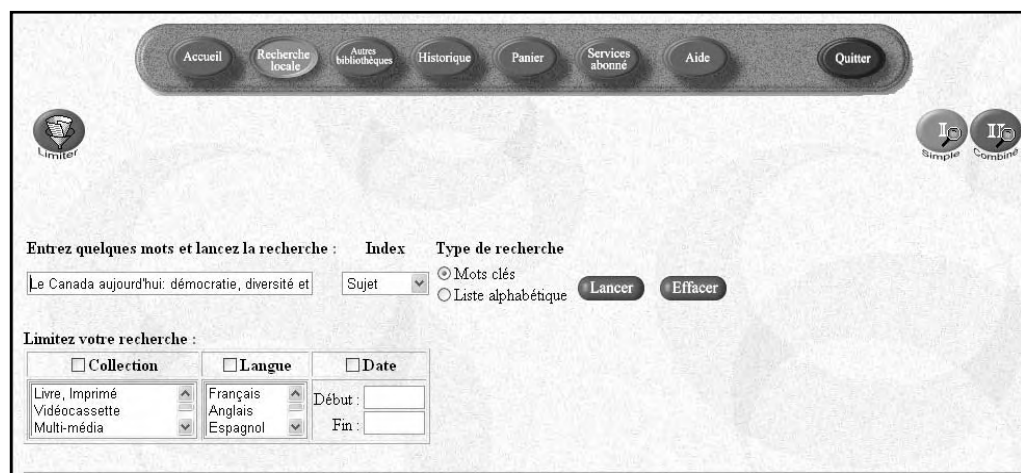 Accueil
Recherche
locale
Autres
bibliothèques
Historique
Panier
Services
abonné
Aide
Quitter
Limiter
I
Simple
II
Combiné
Entrez quelques mots et lancez la recherche :
Index
Type de recherche
Le Canada aujourd'hui: démocratie, diversité et
Sujet
Mots clés
Liste alphabétique
Lancer
Effacer
Limitez votre recherche :
Collection
Langue
Date
Livre, Imprimé
Vidéocassette
Multi-média
Français
Anglais
Espagnol
Début :
Fin :